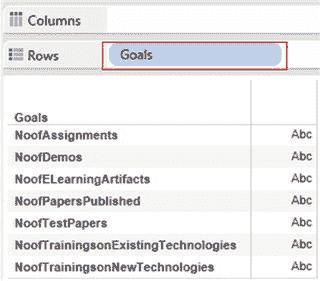 Columns
Rows Goals
Goals
NoofAssignments Abc
NoofDemos Abc
NoofELearningArtifacts Abc
NoofPapersPublished Abc
NoofTestPapers Abc
NoofTrainingsonExistingTechnologies Abc
NoofTrainingsonNewTechnologies Abc